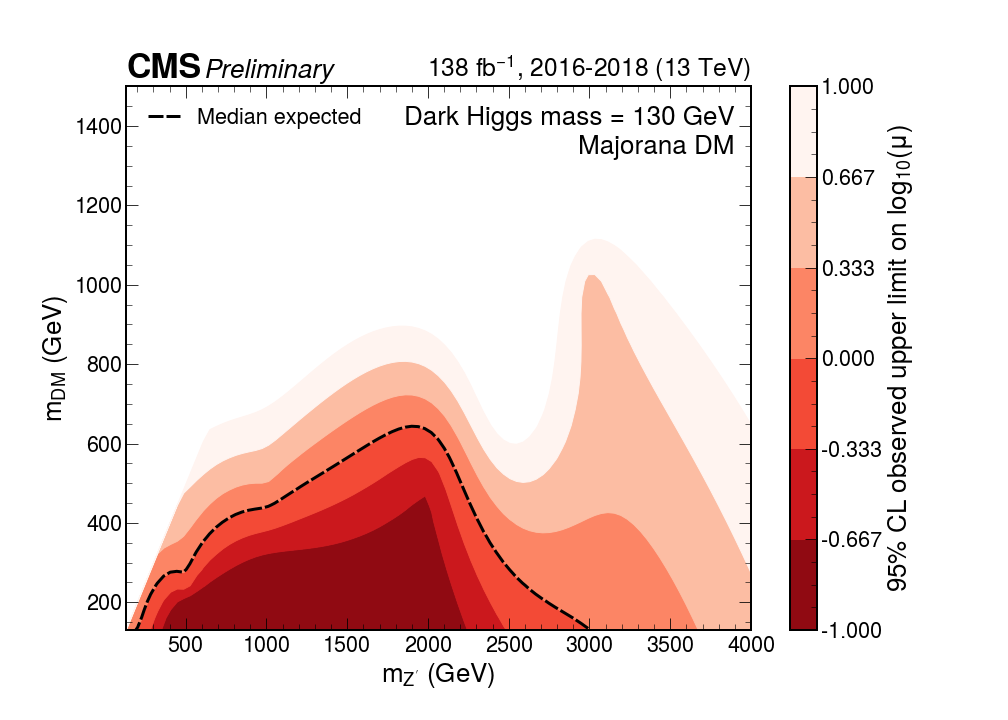 CMS Preliminary 138 fb⁻¹, 2016-2018 (13 TeV)
Median expected
Dark Higgs mass = 130 GeV
Majorana DM
1400
1200
1000
800
600
400
200
m_DM (GeV)
500 1000 1500 2000 2500 3000 3500 4000
m_Z′ (GeV)
1.000
0.667
0.333
0.000
-0.333
-0.667
-1.000
95% CL observed upper limit on log₁₀(μ)